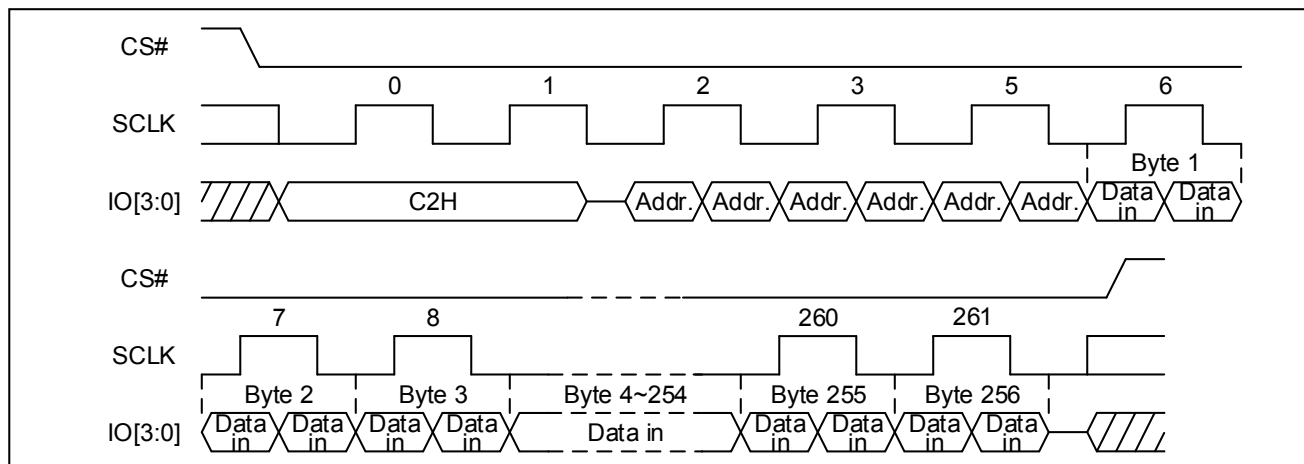 CS#
0 1 2 3 5 6
SCLK
Byte 1
IO[3:0] C2H Addr. Addr. Addr. Addr. Addr. Addr. Data in Data in
CS#
7 8 260 261
SCLK
Byte 2 Byte 3 Byte 4~254 Byte 255 Byte 256
IO[3:0] Data in Data in Data in Data in Data in Data in Data in Data in Data in